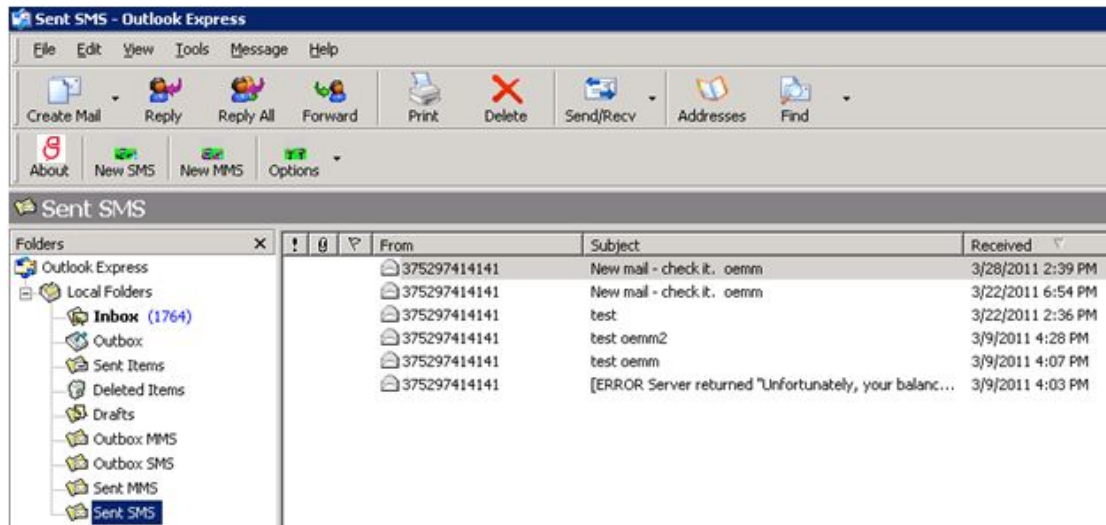 Sent SMS - Outlook Express
File Edit View Tools Message Help
Create Mail Reply Reply All Forward Print Delete Send/Recv Addresses Find
About New SMS New MMS Options
Sent SMS
Folders
Outlook Express
Local Folders
Inbox (1764)
Outbox
Sent Items
Deleted Items
Drafts
Outbox MMS
Outbox SMS
Sent MMS
Sent SMS
From Subject Received
375297414141 New mail - check it. oemm 3/28/2011 2:39 PM
375297414141 New mail - check it. oemm 3/22/2011 6:54 PM
375297414141 test 3/22/2011 2:36 PM
375297414141 test oemm2 3/9/2011 4:28 PM
375297414141 test oemm 3/9/2011 4:07 PM
375297414141 [ERROR Server returned "Unfortunately, your balanc... 3/9/2011 4:03 PM